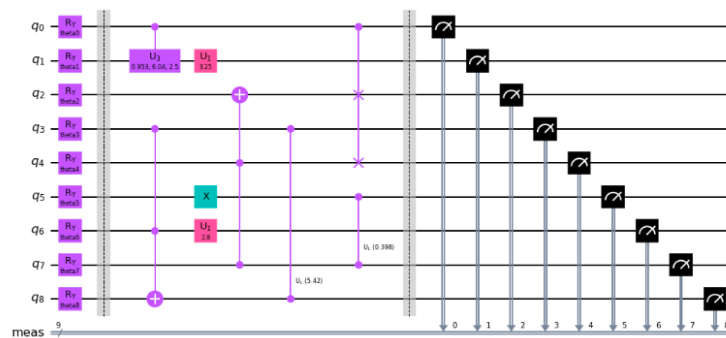 q0 RY theta0
q1 RY theta1 U3 0.953, 6.04, 2.5 U1 3.25
q2 RY theta2
q3 RY theta3
q4 RY theta4
q5 RY theta5 X
q6 RY theta6 U1 2.8
U1 (0.398)
q7 RY theta7
U1 (5.42)
q8 RY theta8
meas 9 0 1 2 3 4 5 6 7 8